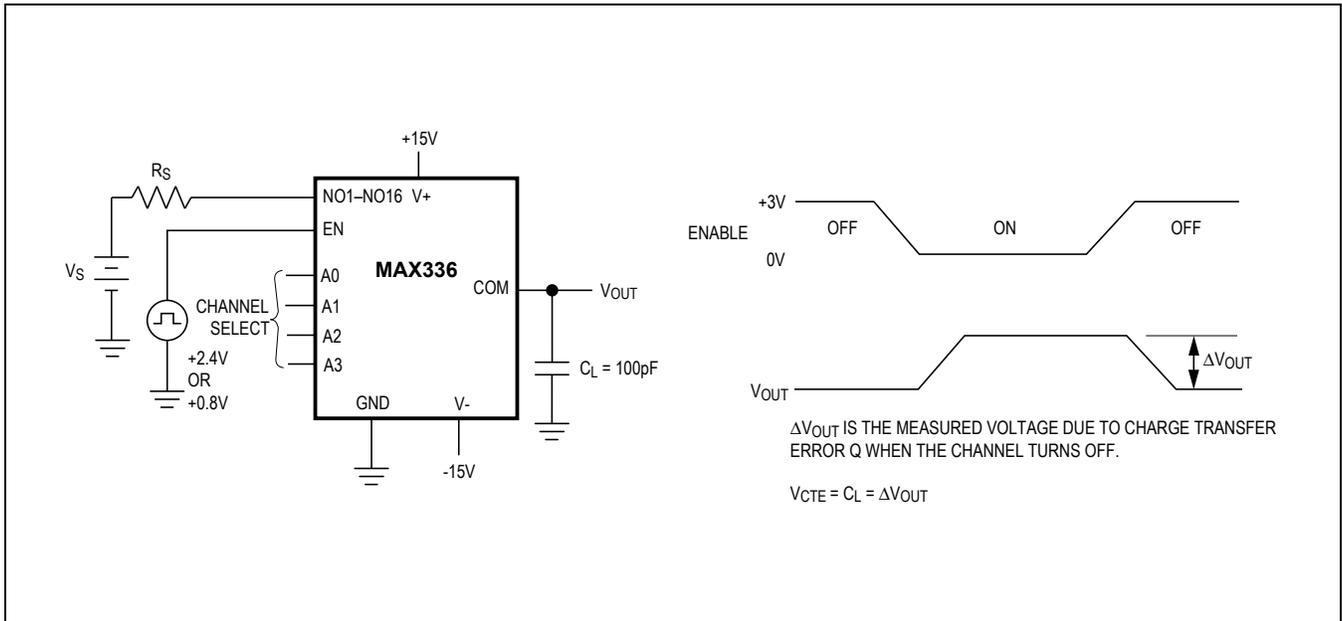 +15V
RS
NO1–NO16 V+
EN
VS
A0
MAX336
COM
VOUT
CHANNEL
SELECT
A1
A2
A3
+2.4V
OR
+0.8V
CL = 100pF
GND
V-
-15V
+3V
ENABLE
OFF
ON
OFF
0V
VOUT
ΔVOUT
ΔVOUT IS THE MEASURED VOLTAGE DUE TO CHARGE TRANSFER
ERROR Q WHEN THE CHANNEL TURNS OFF.
VCTE = CL = ΔVOUT